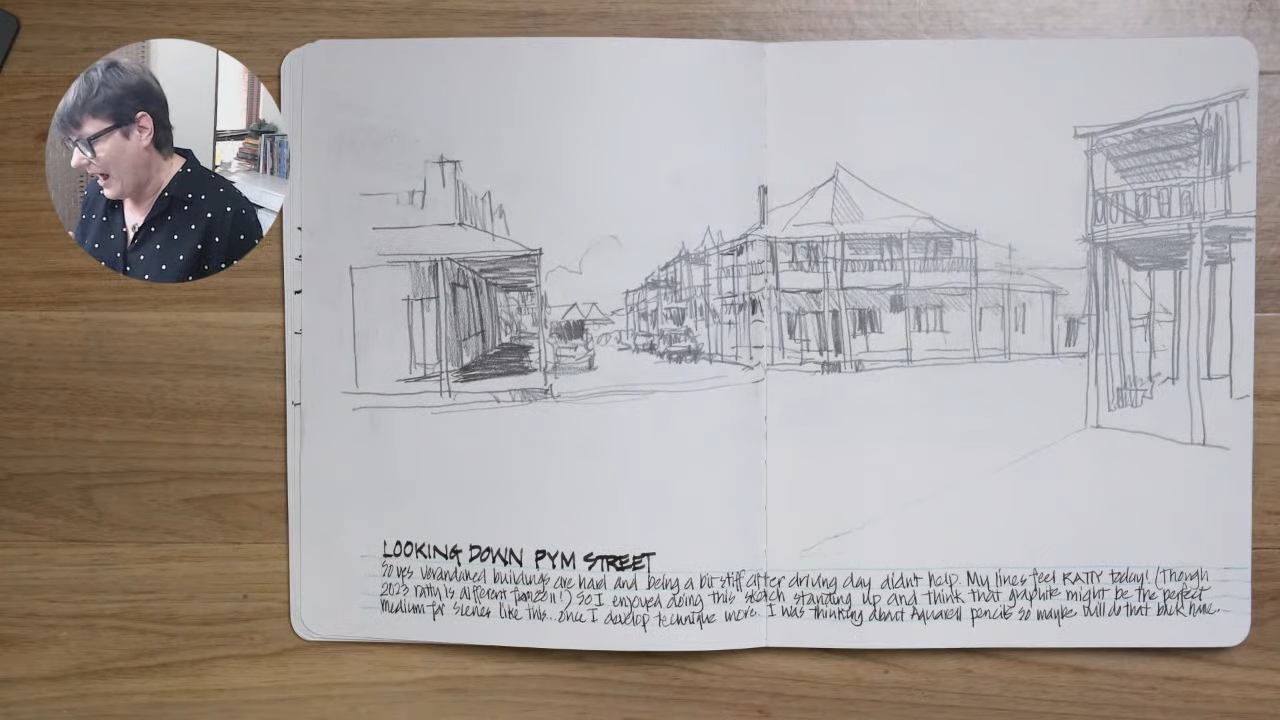 LOOKING DOWN PYM STREET
So yes verandahed buildings are hard and being a bit stiff after driving day didn't help. My lines feel RATTY today! (Though
2023 ratty is different from 2011!) So I enjoyed doing this sketch standing up and think that graphite might be the perfect
medium for scenes like this... once I develop technique more. I was thinking about Aquarell pencils so maybe will do that back home.